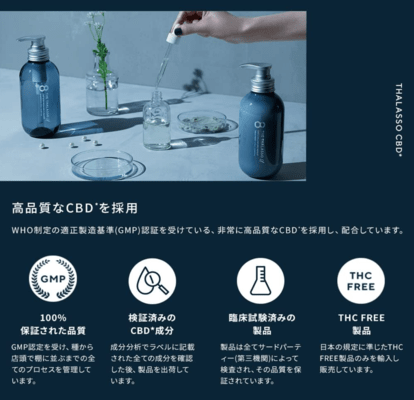 8
THE THALASSO
8
THE THALASSO
THALASSO CBD*
高品質なCBD*を採用
WHO制定の適正製造基準(GMP)認証を受けている、非常に高品質なCBD*を採用し、配合しています。
GMP
THC
FREE
100%
保証された品質
検証済みの
CBD*成分
臨床試験済みの
製品
THC FREE
製品
GMP認定を受け、種から
店頭で棚に並ぶまでの全
てのプロセスを管理して
います。
成分分析でラベルに記載
された全ての成分を確認
した後、製品を出荷して
います。
製品は全てサードパーテ
ィー(第三機関)によって
検査され、その品質を保
証されています。
日本の規定に準じたTHC
FREE製品のみを輸入し
販売しています。